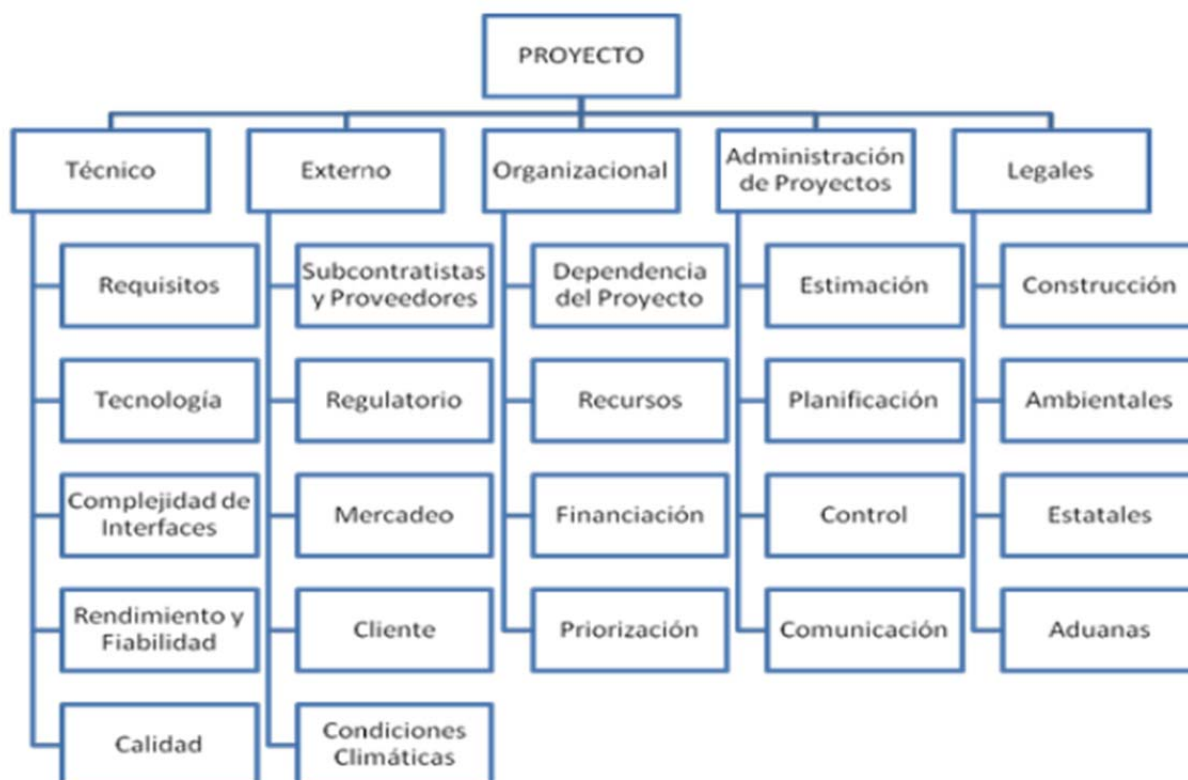 PROYECTO
Técnico
Externo
Organizacional
Administración
de Proyectos
Legales
Requisitos
Subcontratistas
y Proveedores
Dependencia
del Proyecto
Estimación
Construcción
Tecnología
Regulatorio
Recursos
Planificación
Ambientales
Complejidad de
Interfaces
Mercadeo
Financiación
Control
Estatales
Rendimiento y
Fiabilidad
Cliente
Priorización
Comunicación
Aduanas
Calidad
Condiciones
Climáticas